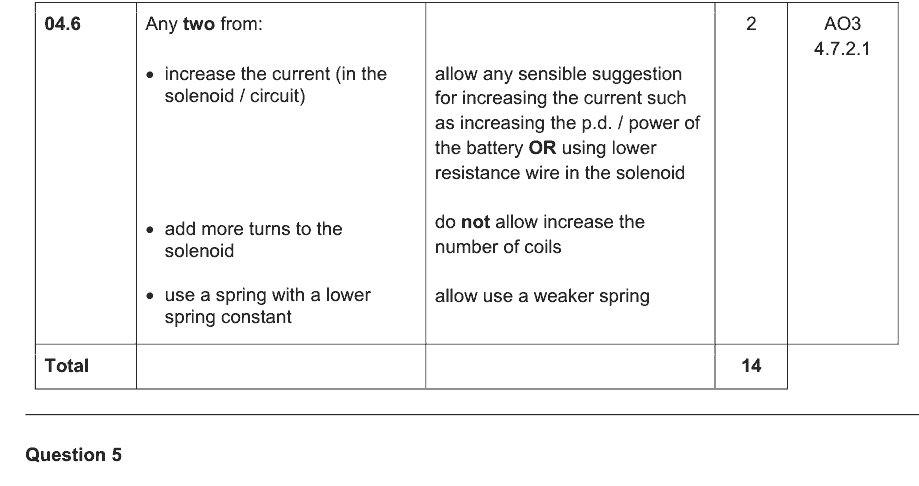 04.6
Any two from:
2
AO3
4.7.2.1
• increase the current (in the
solenoid / circuit)
allow any sensible suggestion
for increasing the current such
as increasing the p.d. / power of
the battery OR using lower
resistance wire in the solenoid
• add more turns to the
solenoid
do not allow increase the
number of coils
• use a spring with a lower
spring constant
allow use a weaker spring
Total
14
Question 5